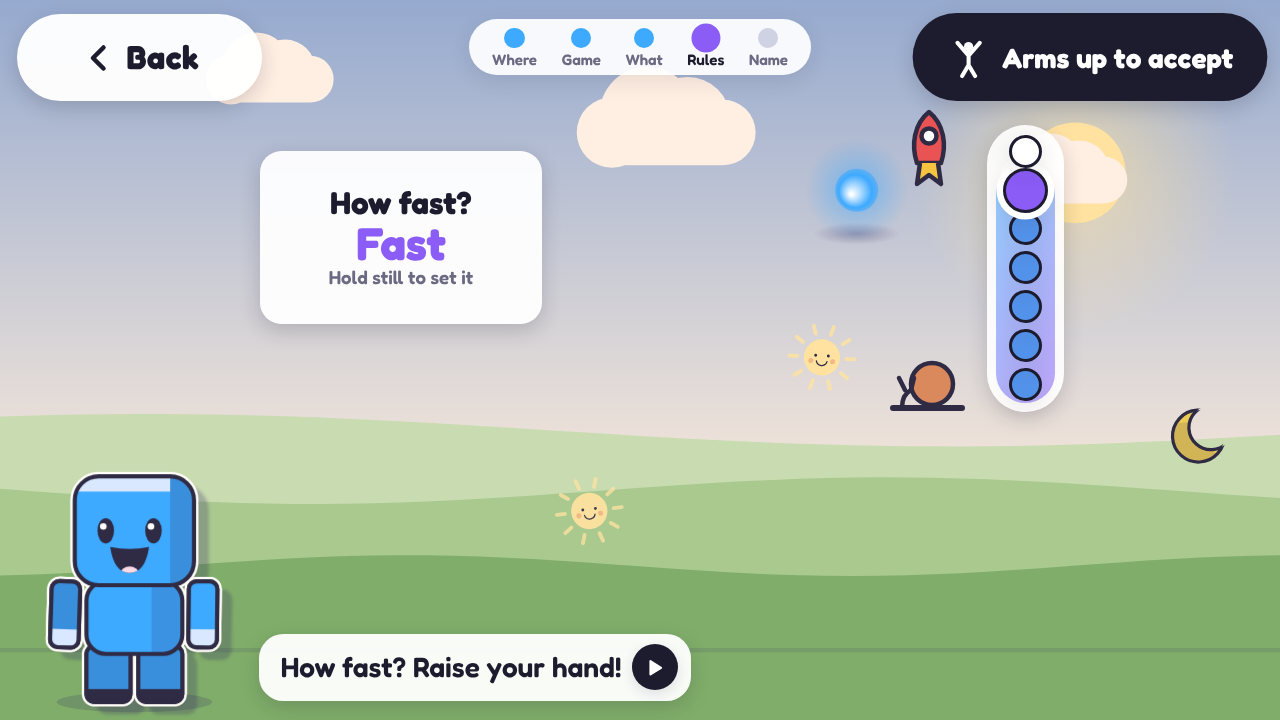 Back
Where Game What Rules Name
Arms up to accept
How fast?
Fast
Hold still to set it
How fast? Raise your hand!